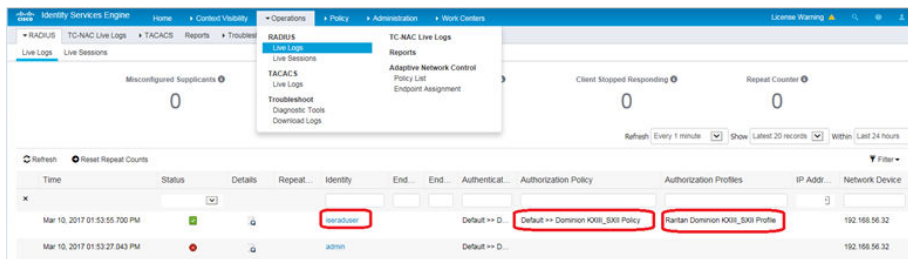 cisco Identity Services Engine Home Context Visibility Operations Policy Administration Work Centers License Warning
RADIUS TC-NAC Live Logs TACACS Reports Troubles
Live Logs Live Sessions
RADIUS
Live Logs
Live Sessions
TACACS
Live Logs
Troubleshoot
Diagnostic Tools
Download Logs
TC-NAC Live Logs
Reports
Adaptive Network Control
Policy List
Endpoint Assignment
Misconfigured Supplicants Client Stopped Responding Repeat Counter
0 0 0
Refresh Every 1 minute Show Latest 20 records Within Last 24 hours
Refresh Reset Repeat Counts Filter
Time Status Details Repeat... Identity End... End... Authenticat... Authorization Policy Authorization Profiles IP Addr... Network Device
Mar 10, 2017 01:53:55.700 PM iseraduser Default >> D... Default >> Dominion KXIII_SXII Policy Raritan Dominion KXIII_SXII Profile 192.168.56.32
Mar 10, 2017 01:53:27.043 PM admin Default >> D... 192.168.56.32